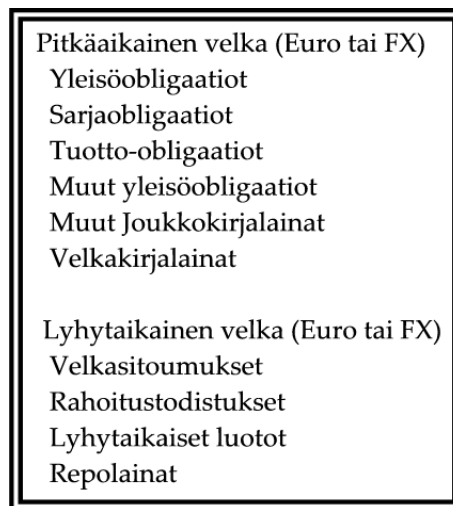 Pitkäaikainen velka (Euro tai FX)
Yleisöobligaatiot
Sarjaobligaatiot
Tuotto-obligaatiot
Muut yleisöobligaatiot
Muut Joukkokirjalainat
Velkakirjalainat
Lyhytaikainen velka (Euro tai FX)
Velkasitoumukset
Rahoitustodistukset
Lyhytaikaiset luotot
Repolainat